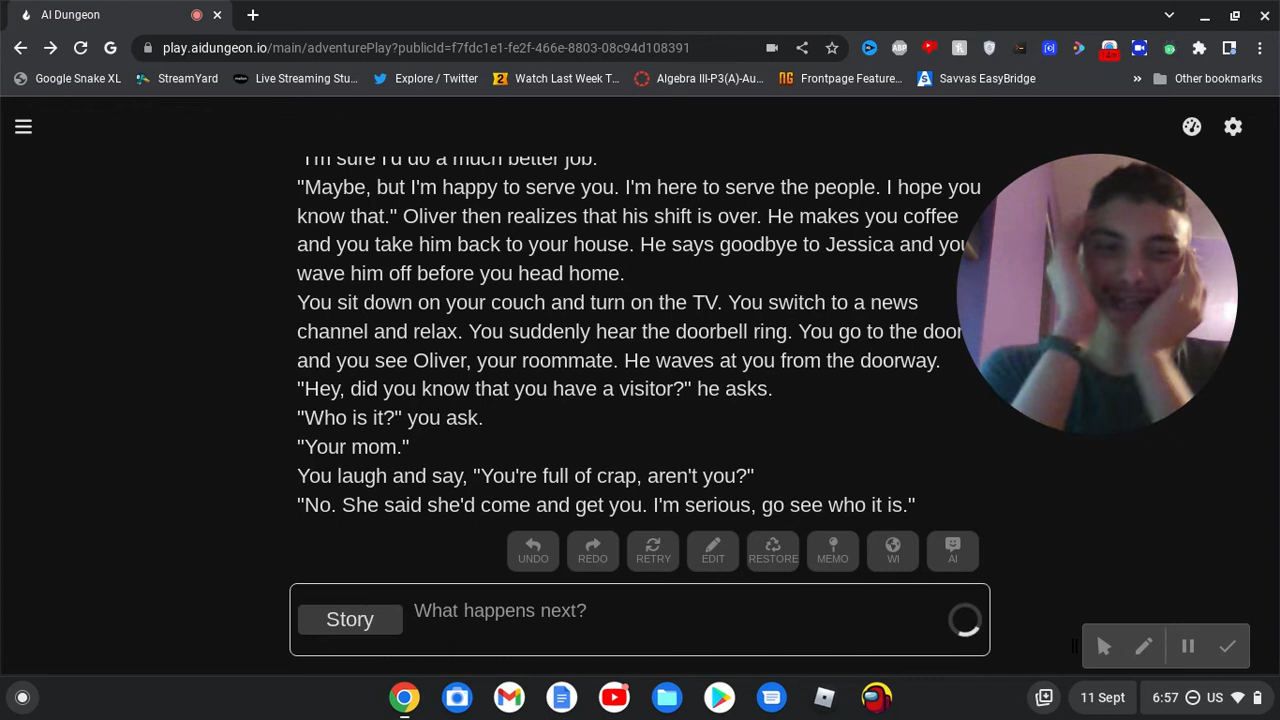 AI Dungeon
play.aidungeon.io/main/adventurePlay?publicId=f7fdc1e1-fe2f-466e-8803-08c94d108391
Google Snake XL
StreamYard
Live Streaming Stu...
Explore / Twitter
Watch Last Week T...
Algebra III-P3(A)-Au...
Frontpage Feature...
Savvas EasyBridge
»
Other bookmarks
"I'm sure I'd do a much better job.
"Maybe, but I'm happy to serve you. I'm here to serve the people. I hope you
know that." Oliver then realizes that his shift is over. He makes you coffee
and you take him back to your house. He says goodbye to Jessica and you
wave him off before you head home.
You sit down on your couch and turn on the TV. You switch to a news
channel and relax. You suddenly hear the doorbell ring. You go to the door
and you see Oliver, your roommate. He waves at you from the doorway.
"Hey, did you know that you have a visitor?" he asks.
"Who is it?" you ask.
"Your mom."
You laugh and say, "You're full of crap, aren't you?"
"No. She said she'd come and get you. I'm serious, go see who it is."
UNDO
REDO
RETRY
EDIT
RESTORE
MEMO
WI
AI
Story
What happens next?
11 Sept
6:57
US